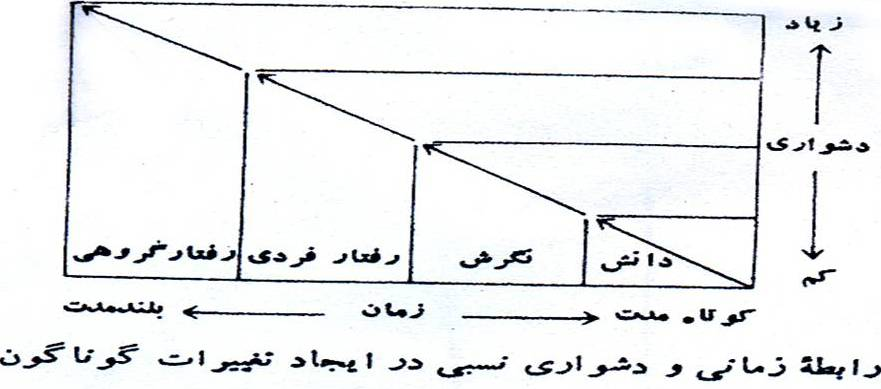 زیاد
دشواری
کم
دانش
نگرش
رفتار فردی
رفتار گروهی
کوتاه مدت
زمان
بلندمدت
رابطهٔ زمانی و دشواری نسبی در ایجاد تغییرات گوناگون